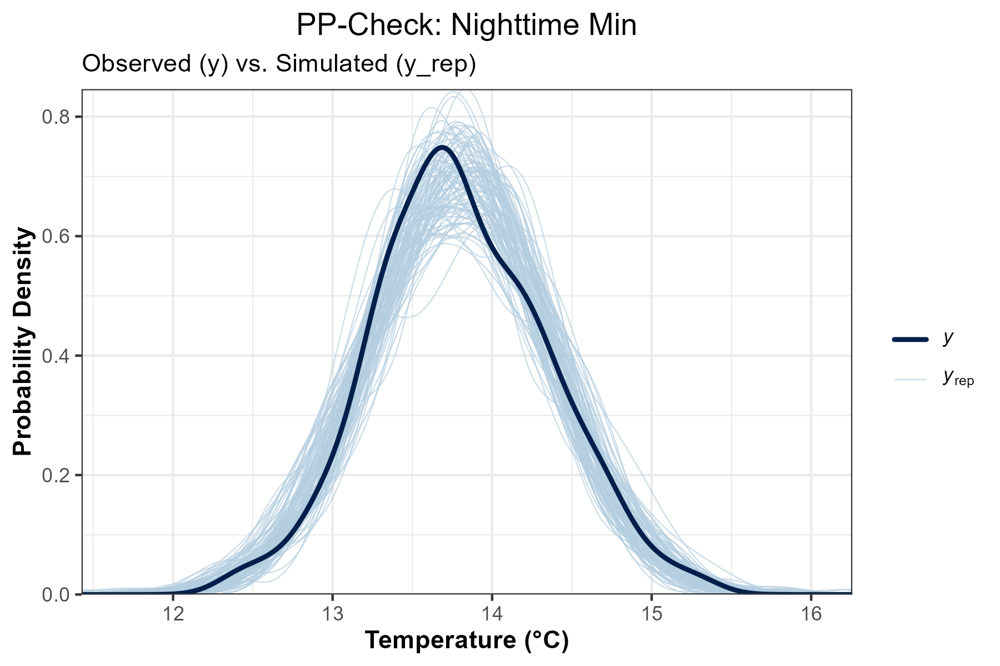 PP-Check: Nighttime Min
Observed (y) vs. Simulated (y_rep)
Probability Density
0.8
0.6
0.4
0.2
0.0
12 13 14 15 16
Temperature (°C)
y
y rep